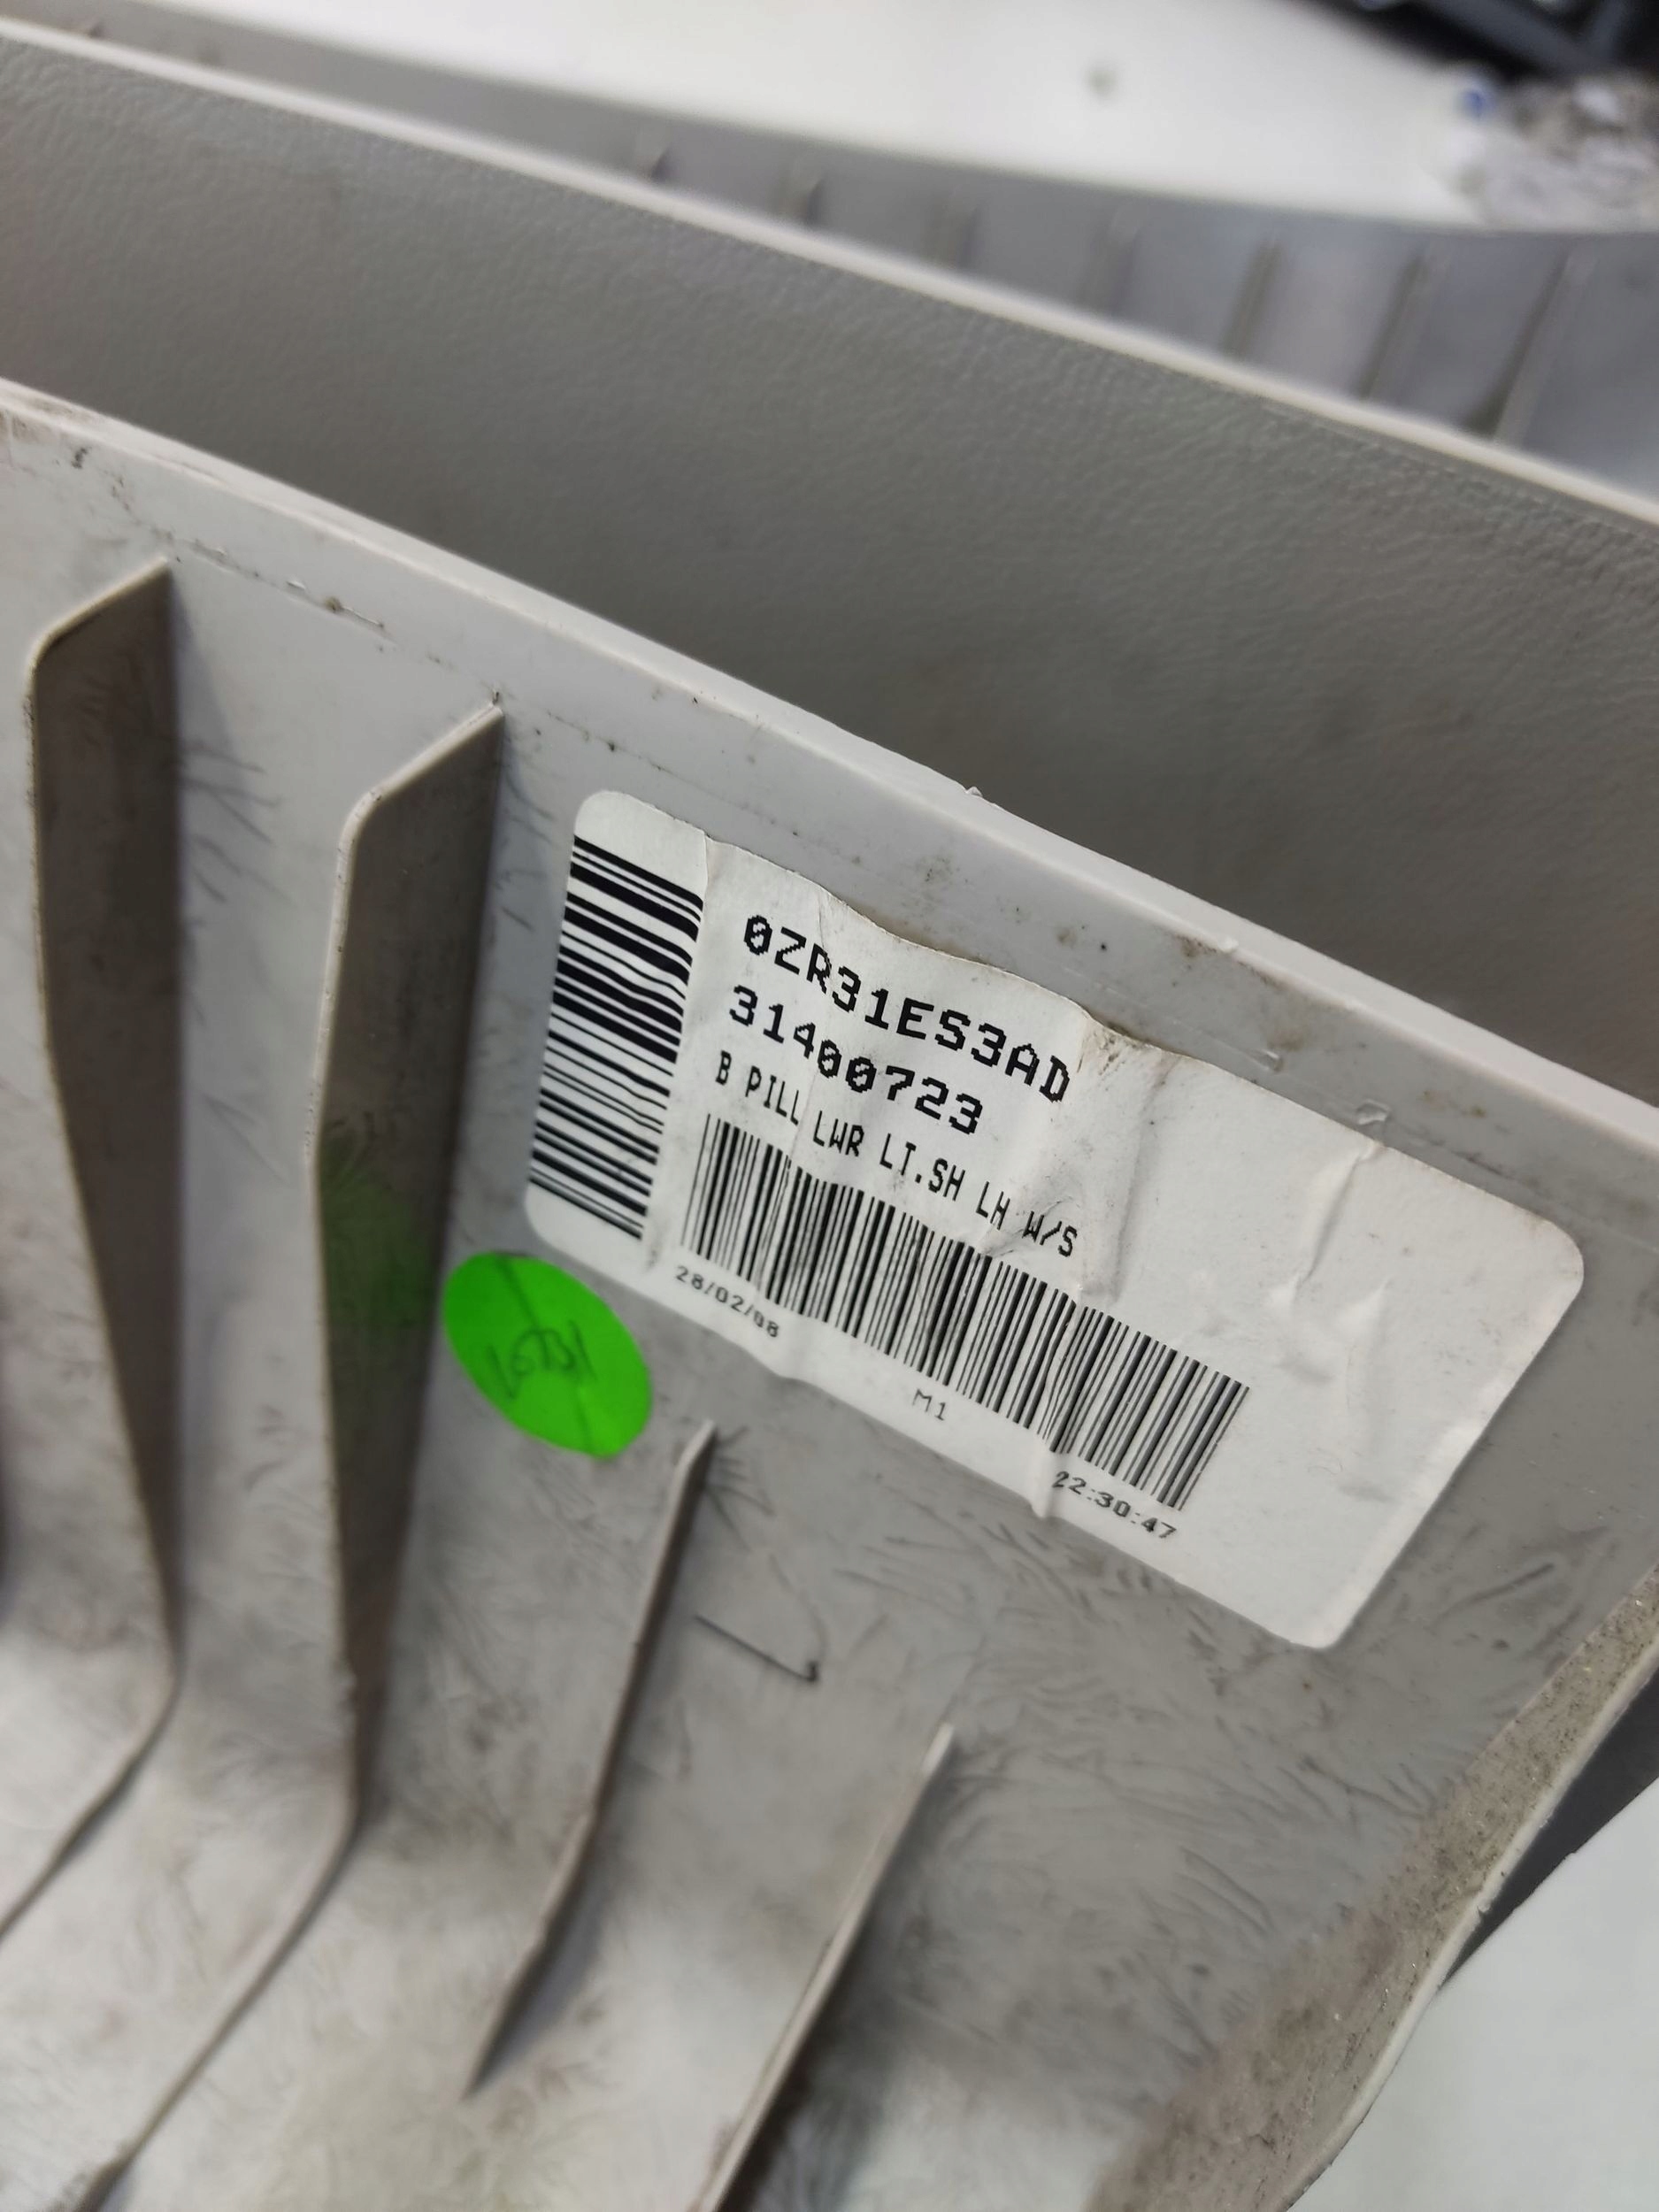 0ZR31ES3AD
31400723
B PILL LWR LT.SH LH W/S
28/02/08
M1
22:30:47